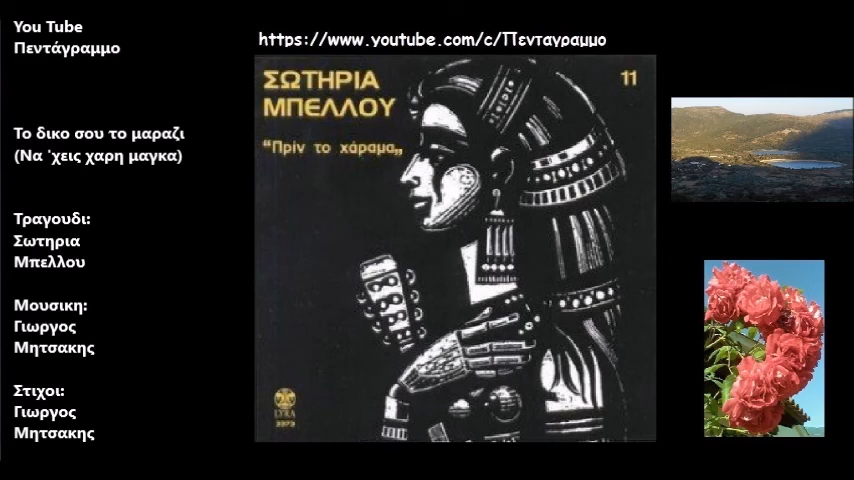 You Tube
Πεντάγραμμο
Το δικο σου το μαραζι
(Να 'χεις χαρη μαγκα)
Τραγουδι:
Σωτηρια
Μπελλου
Μουσικη:
Γιωργος
Μητσακης
Στιχοι:
Γιωργος
Μητσακης
https://www.youtube.com/c/Πενταγραμμο
ΣΩΤΗΡΙΑ
ΜΠΕΛΛΟΥ
11
“Πρίν το χάραμα„
LYRA
3373